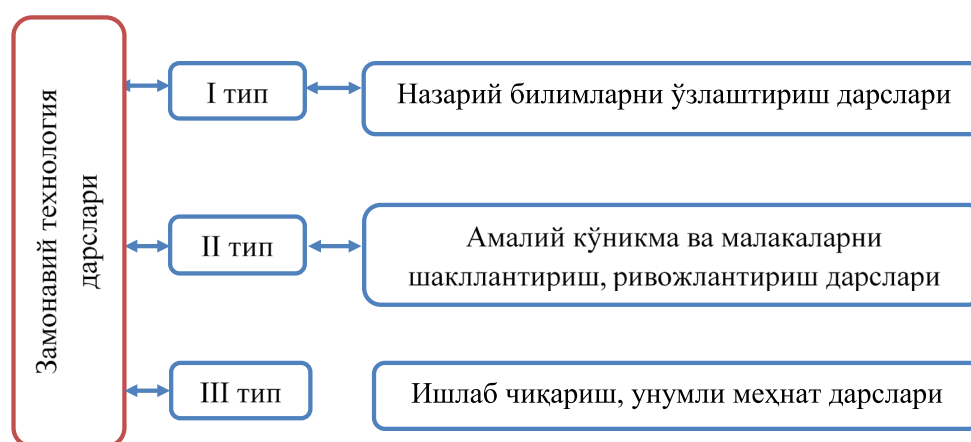 Замонавий технология
дарслари
I тип
Назарий билимларни ўзлаштириш дарслари
II тип
Амалий кўникма ва малакаларни
шакллантириш, ривожлантириш дарслари
III тип
Ишлаб чиқариш, унумли меҳнат дарслари